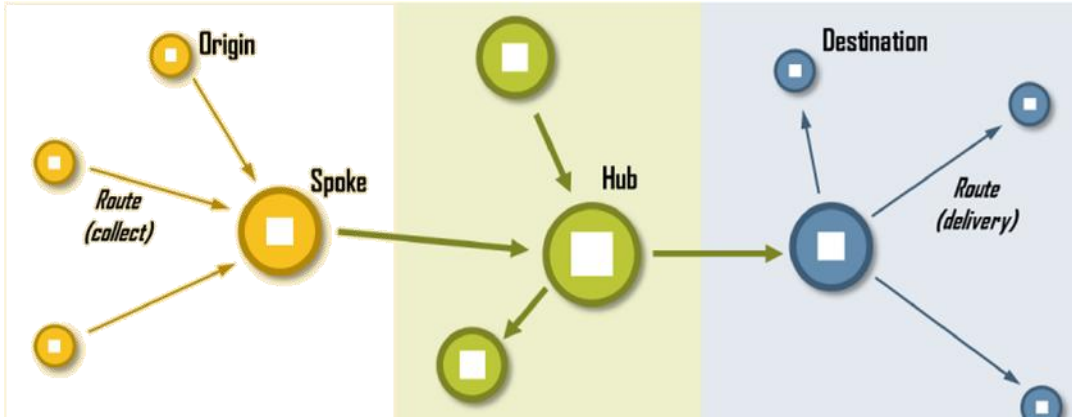 Origin
Spoke
Route
(collect)
Hub
Destination
Route
(delivery)